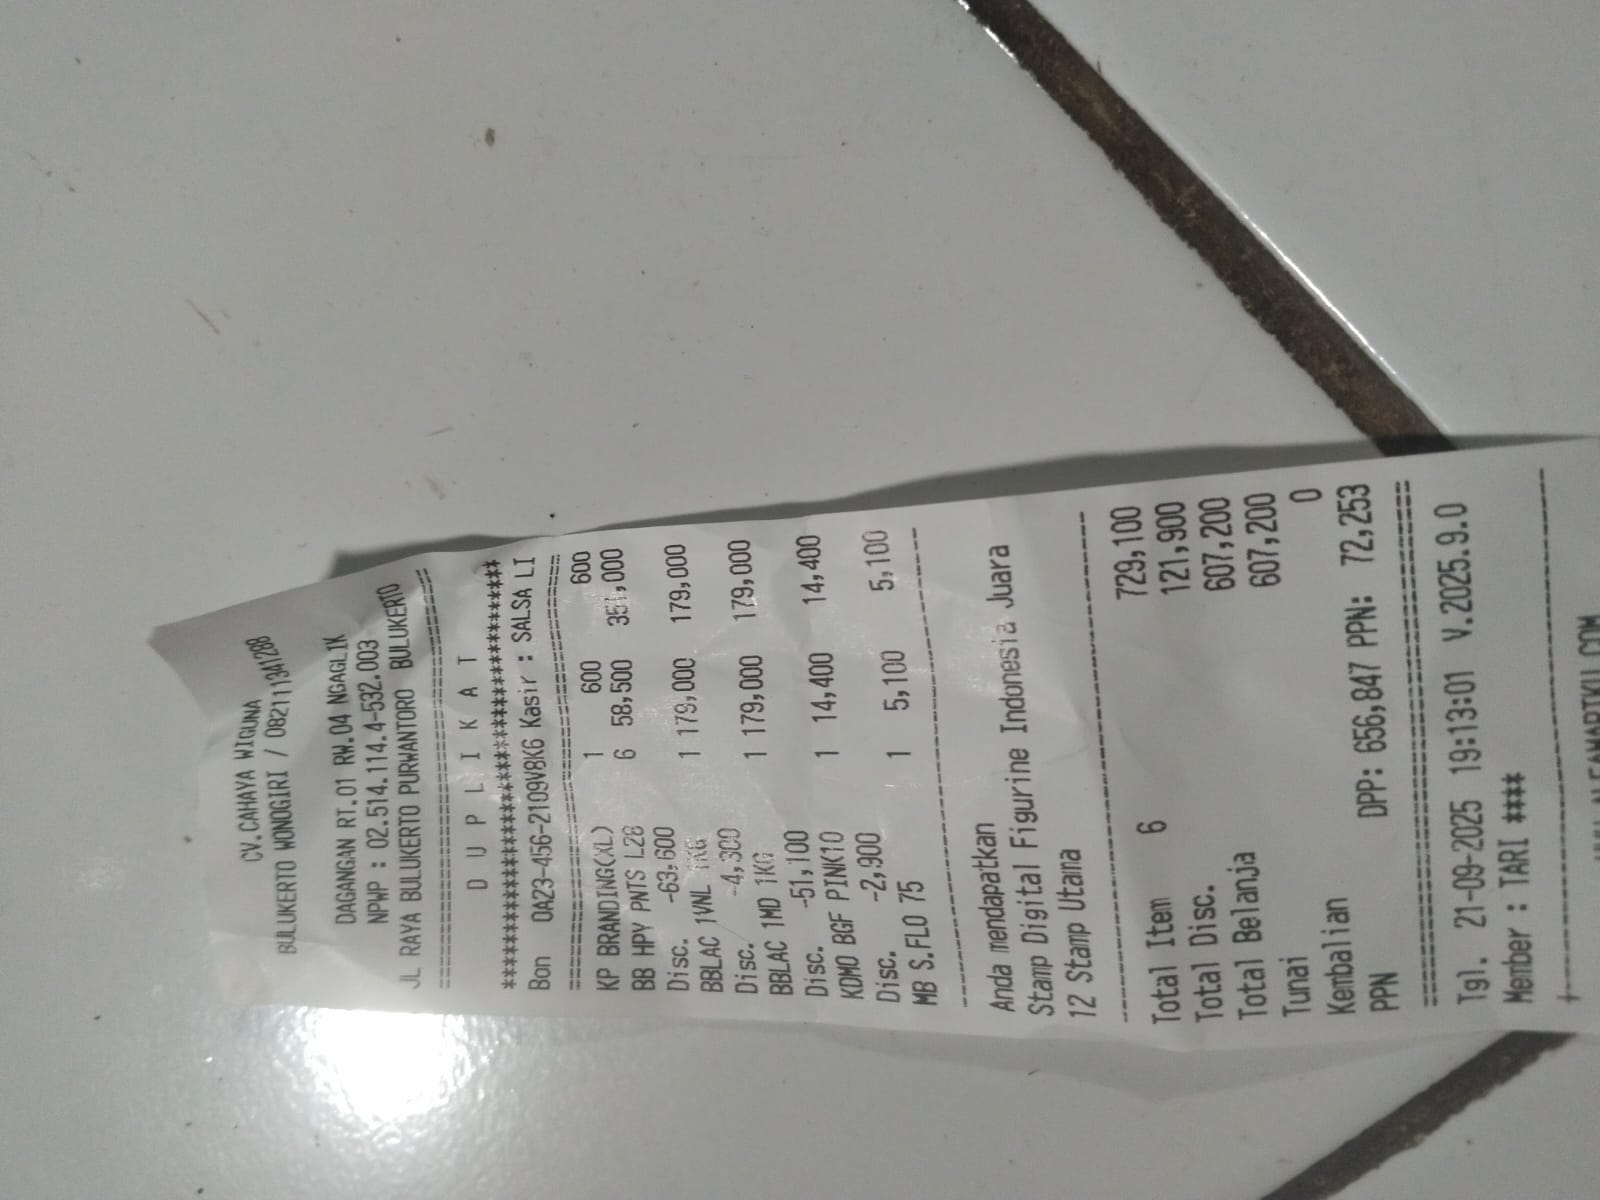 CV.CAHAYA WIGUNA
BULUKERTO WONOGIRI / 082111341288
DAGANGAN RT.01 RW.04 NGAGLIK
NPWP : 02.514.114.4-532.003
JL RAYA BULUKERTO PURWANTORO BULUKERTO
D U P L I K A T
Bon 0A23-456-2109V8K6 Kasir : SALSA LI
KP BRANDING(XL) 1 600 600
BB HPY PNTS L28 6 58,500 351,000
Disc. -63,600
BBLAC 1VNL 1KG 1 179,000 179,000
Disc. -4,300
BBLAC 1MD 1KG 1 179,000 179,000
Disc. -51,100
KDMO BGF PINK10 1 14,400 14,400
Disc. -2,900
MB S.FLO 75 1 5,100 5,100
Anda mendapatkan
Stamp Digital Figurine Indonesia Juara
12 Stamp Utama
Total Item 6 729,100
Total Disc. 121,900
Total Belanja 607,200
Tunai 607,200
Kembalian 0
PPN DPP: 656,847 PPN: 72,253
Tgl. 21-09-2025 19:13:01 V.2025.9.0
Member : TARI ****